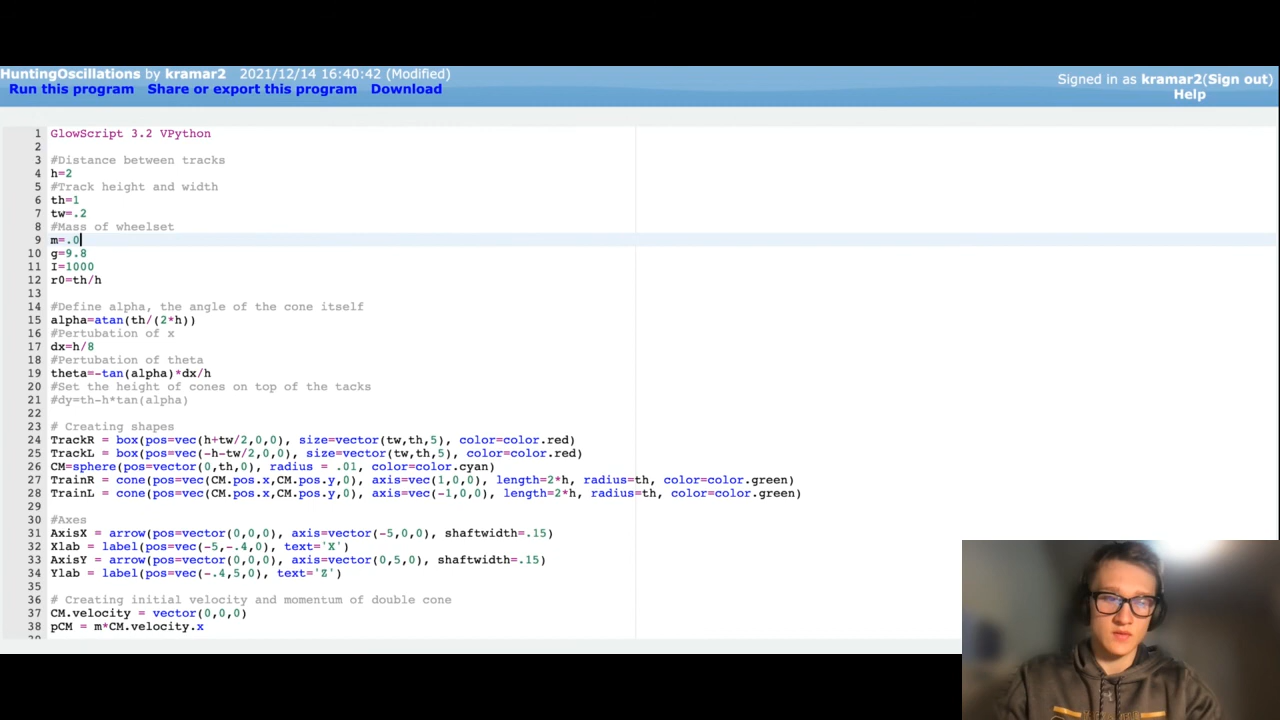 HuntingOscillations by kramar2 2021/12/14 16:40:42 (Modified)
Signed in as kramar2(Sign out)
Run this program Share or export this program Download
Help
1 GlowScript 3.2 VPython
2
3 #Distance between tracks
4 h=2
5 #Track height and width
6 th=1
7 tw=.2
8 #Mass of wheelset
9 m=.0
10 g=9.8
11 I=1000
12 r0=th/h
13
14 #Define alpha, the angle of the cone itself
15 alpha=atan(th/(2*h))
16 #Pertubation of x
17 dx=h/8
18 #Pertubation of theta
19 theta=-tan(alpha)*dx/h
20 #Set the height of cones on top of the tacks
21 #dy=th-h*tan(alpha)
22
23 # Creating shapes
24 TrackR = box(pos=vec(h+tw/2,0,0), size=vector(tw,th,5), color=color.red)
25 TrackL = box(pos=vec(-h-tw/2,0,0), size=vector(tw,th,5), color=color.red)
26 CM=sphere(pos=vector(0,th,0), radius = .01, color=color.cyan)
27 TrainR = cone(pos=vec(CM.pos.x,CM.pos.y,0), axis=vec(1,0,0), length=2*h, radius=th, color=color.green)
28 TrainL = cone(pos=vec(CM.pos.x,CM.pos.y,0), axis=vec(-1,0,0), length=2*h, radius=th, color=color.green)
29
30 #Axes
31 AxisX = arrow(pos=vector(0,0,0), axis=vector(-5,0,0), shaftwidth=.15)
32 Xlab = label(pos=vec(-5,-.4,0), text='X')
33 AxisY = arrow(pos=vector(0,0,0), axis=vector(0,5,0), shaftwidth=.15)
34 Ylab = label(pos=vec(-.4,5,0), text='Z')
35
36 # Creating initial velocity and momentum of double cone
37 CM.velocity = vector(0,0,0)
38 pCM = m*CM.velocity.x